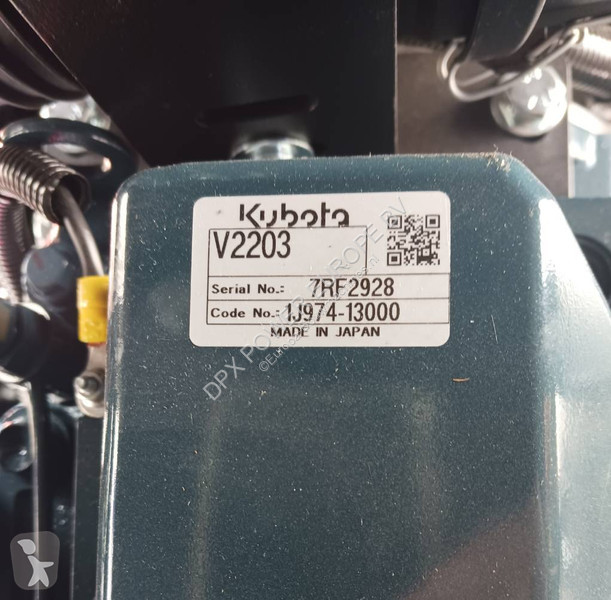 Kubota
V2203
Serial No.: 7RF2928
Code No.: 1J974-13000
MADE IN JAPAN
DPX POWER EUROPE BV